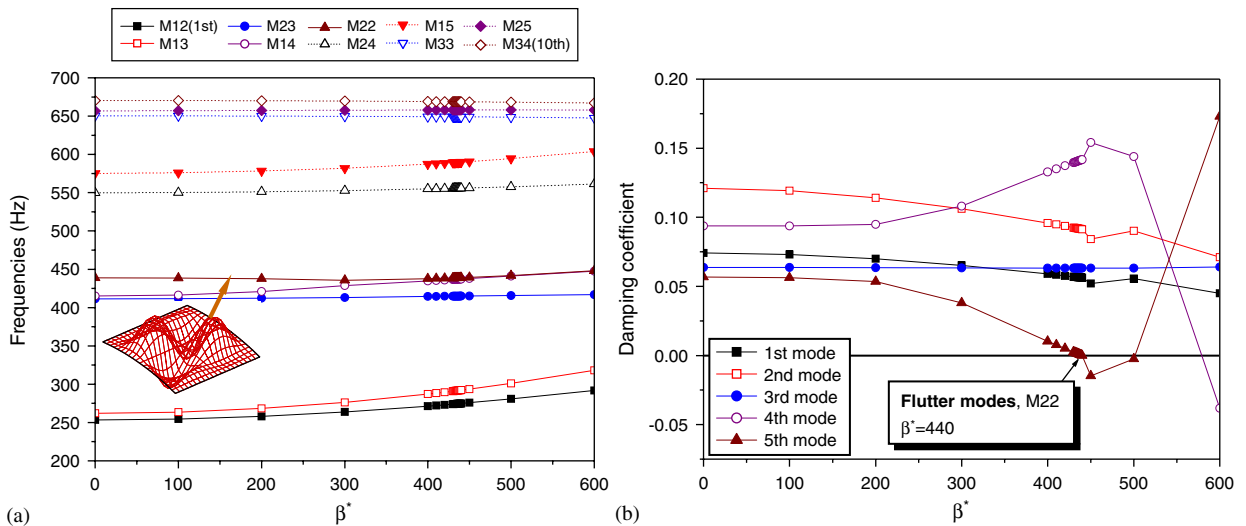 M12(1st) M23 M22 M15 M25
M13 M14 M24 M33 M34(10th)
700
650
600
550
500
450
400
350
300
250
200
Frequencies (Hz)
0 100 200 300 400 500 600
β*
(a)
0.20
0.15
0.10
0.05
0.00
-0.05
Damping coefficient
1st mode
2nd mode
3rd mode
4th mode
5th mode
Flutter modes, M22
β*=440
0 100 200 300 400 500 600
β*
(b)